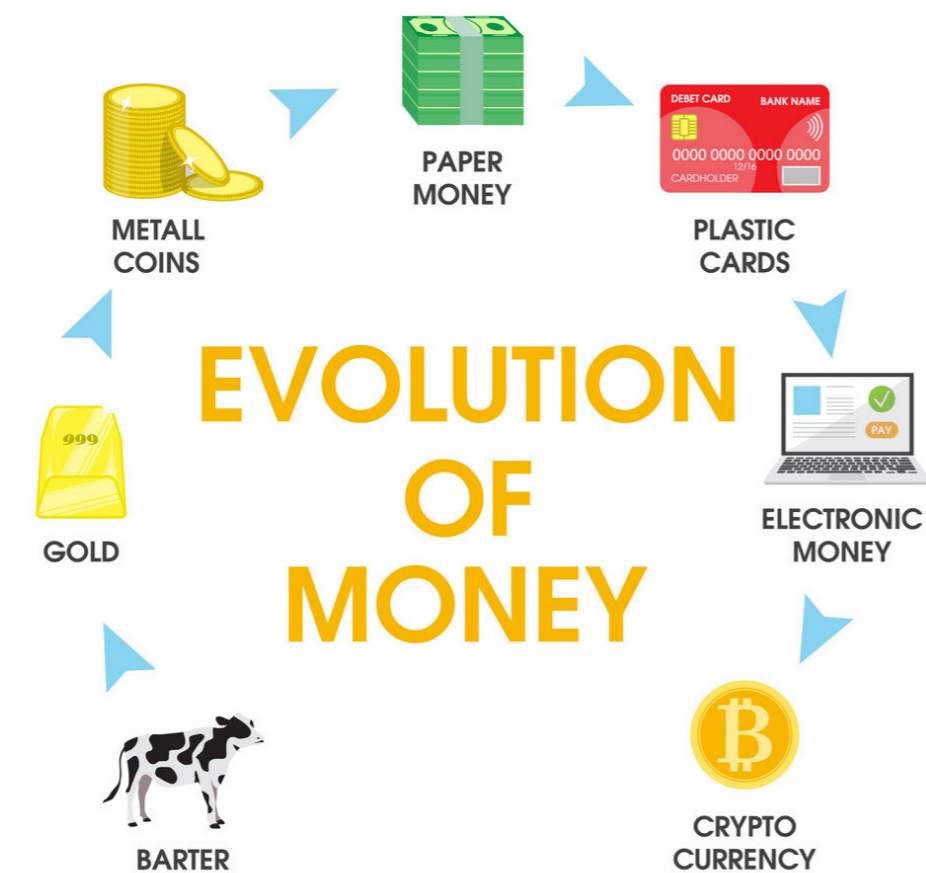 EVOLUTION
OF
MONEY
BARTER
999
GOLD
METALL
COINS
PAPER
MONEY
DEBET CARD BANK NAME
0000 0000 0000 0000
12/16
CARDHOLDER
PLASTIC
CARDS
PAY
ELECTRONIC
MONEY
CRYPTO
CURRENCY